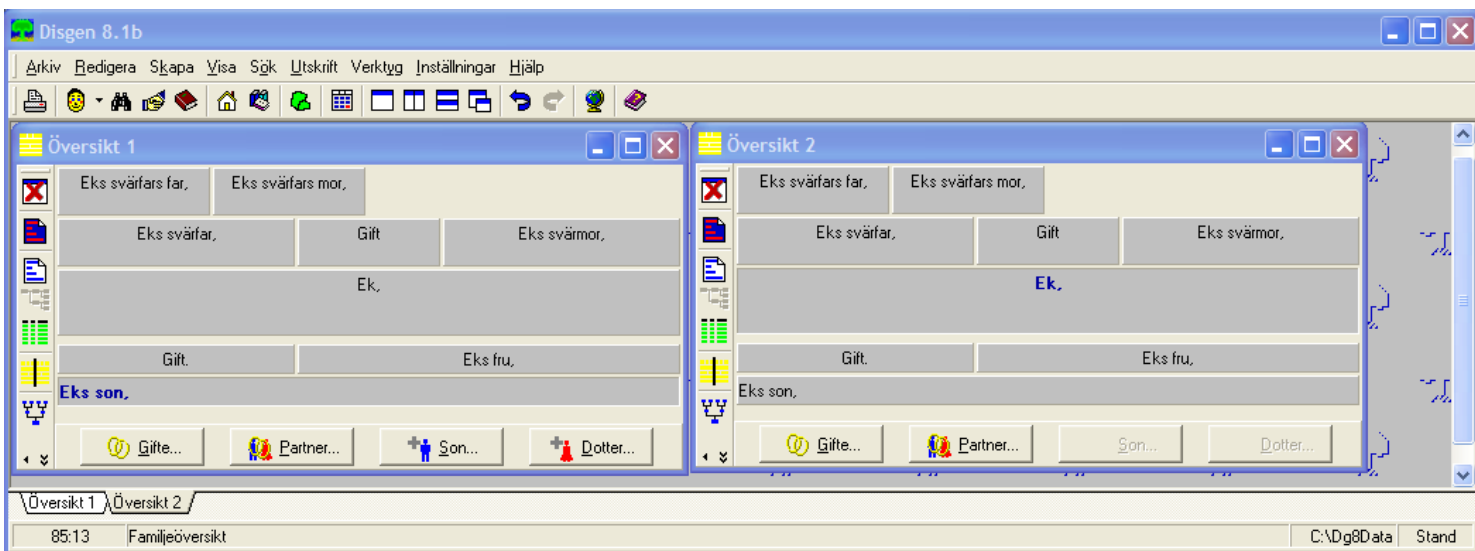 Disgen 8.1b
Arkiv Redigera Skapa Visa Sök Utskrift Verktyg Inställningar Hjälp
Översikt 1
Eks svärfars far, Eks svärfars mor,
Eks svärfar, Gift Eks svärmor,
Ek,
Gift. Eks fru,
Eks son,
Gifte... Partner... Son... Dotter...
Översikt 2
Eks svärfars far, Eks svärfars mor,
Eks svärfar, Gift Eks svärmor,
Ek,
Gift. Eks fru,
Eks son,
Gifte... Partner... Son... Dotter...
Översikt 1 Översikt 2
85:13 Familjeöversikt C:\Dg8Data Stand